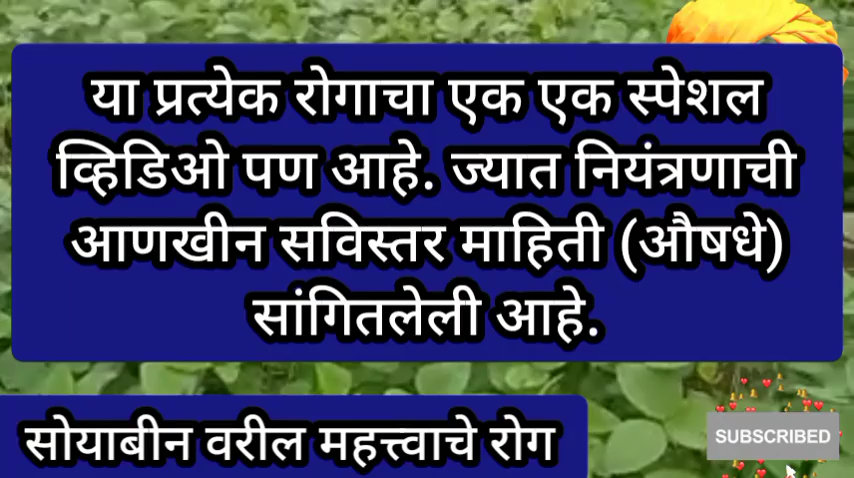 या प्रत्येक रोगाचा एक एक स्पेशल
व्हिडिओ पण आहे. ज्यात नियंत्रणाची
आणखीन सविस्तर माहिती (औषधे)
सांगितलेली आहे.
सोयाबीन वरील महत्त्वाचे रोग
SUBSCRIBED